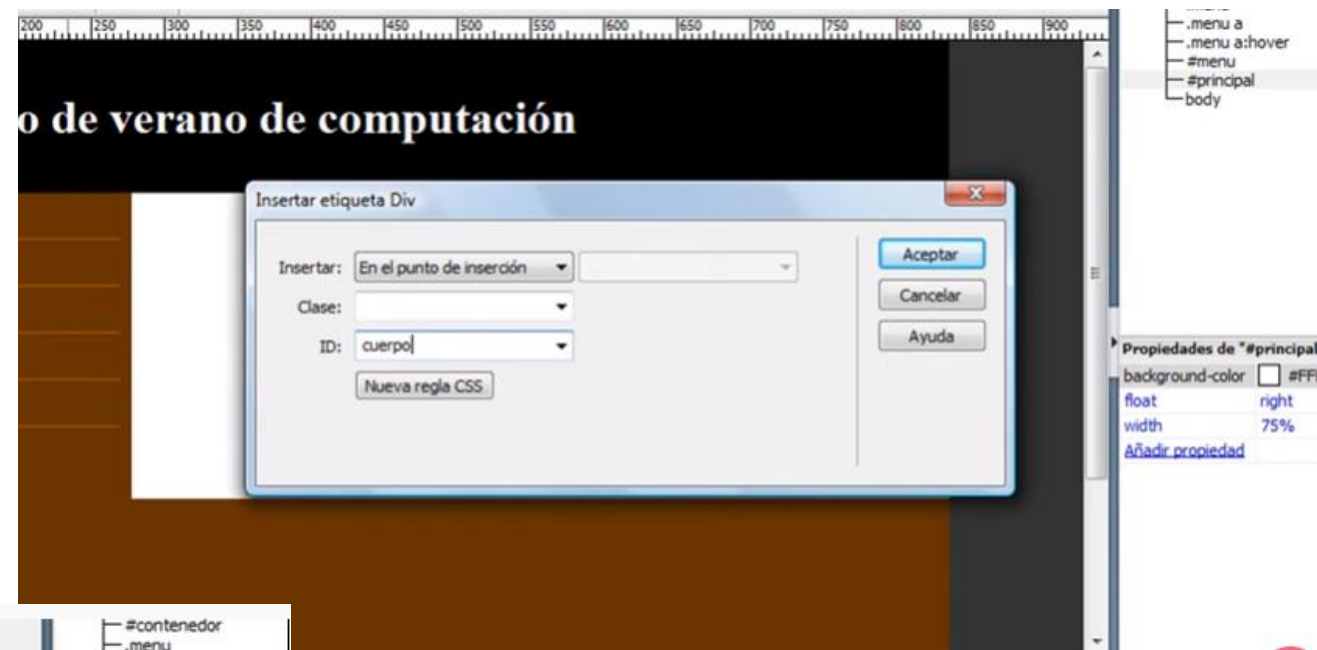 200 250 300 350 400 450 500 550 600 650 700 750 800 850 900
.menu a
.menu a:hover
#menu
#principal
body
o de verano de computación
Insertar etiqueta Div
Insertar: En el punto de inserción
Clase:
ID: cuerpo
Nueva regla CSS
Aceptar
Cancelar
Ayuda
Propiedades de "#principal
background-color #FF
float right
width 75%
Añadir propiedad
#contenedor
.menu